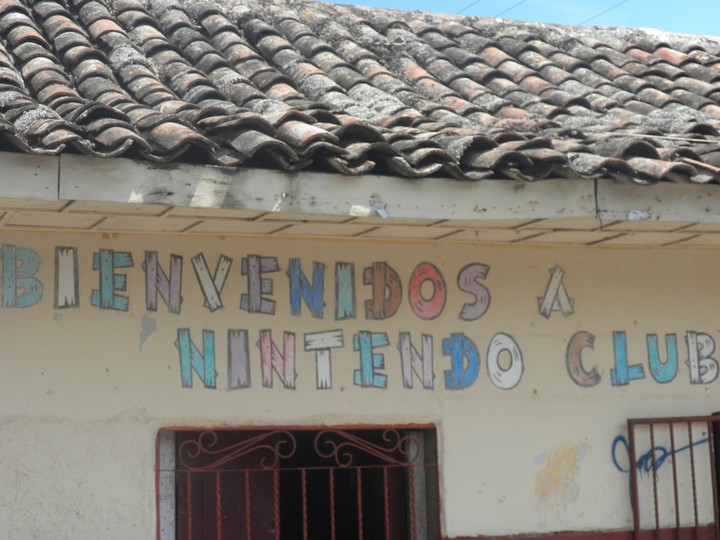 BIENVENIDOS A
NINTENDO CLUB